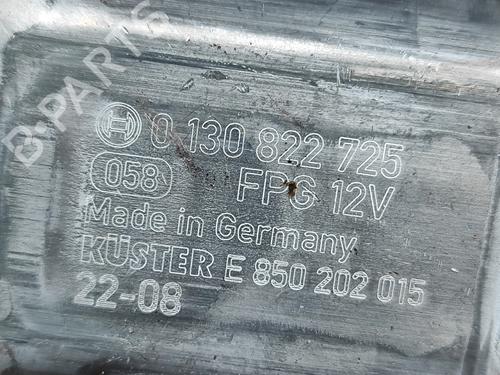 B-PARTS
0 130 822 725
058 FPG 12V
Made in Germany
KÜSTER E 850 202 015
22-08